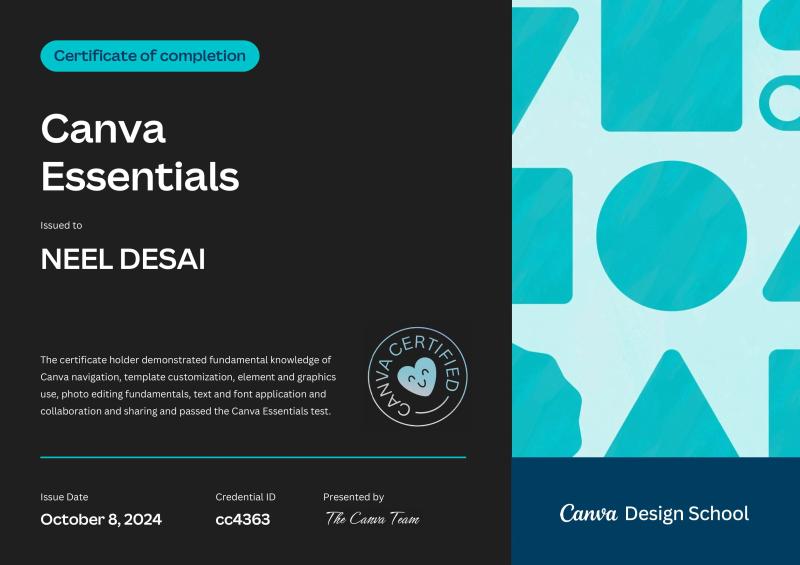 Certificate of completion
Canva
Essentials
Issued to
NEEL DESAI
The certificate holder demonstrated fundamental knowledge of
Canva navigation, template customization, element and graphics
use, photo editing fundamentals, text and font application and
collaboration and sharing and passed the Canva Essentials test.
CANVA CERTIFIED
Issue Date
October 8, 2024
Credential ID
cc4363
Presented by
The Canva Team
Canva Design School